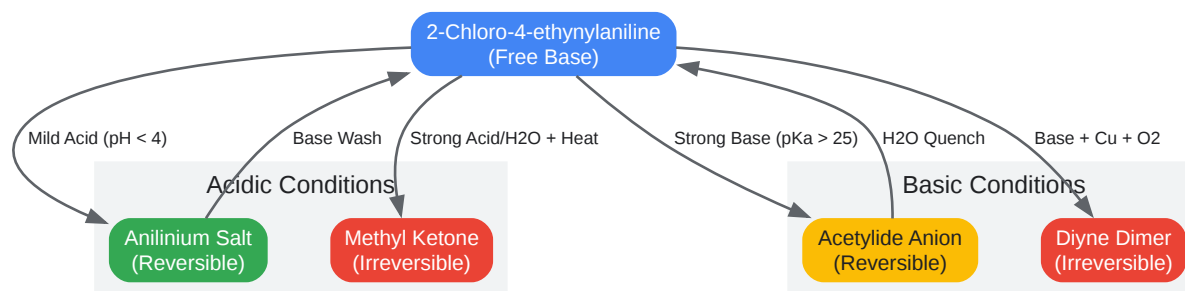 2-Chloro-4-ethynylaniline
(Free Base)
Mild Acid (pH < 4)
Base Wash
Strong Acid/H2O + Heat
Strong Base (pKa > 25)
H2O Quench
Base + Cu + O2
Acidic Conditions
Basic Conditions
Anilinium Salt
(Reversible)
Methyl Ketone
(Irreversible)
Acetylide Anion
(Reversible)
Diyne Dimer
(Irreversible)